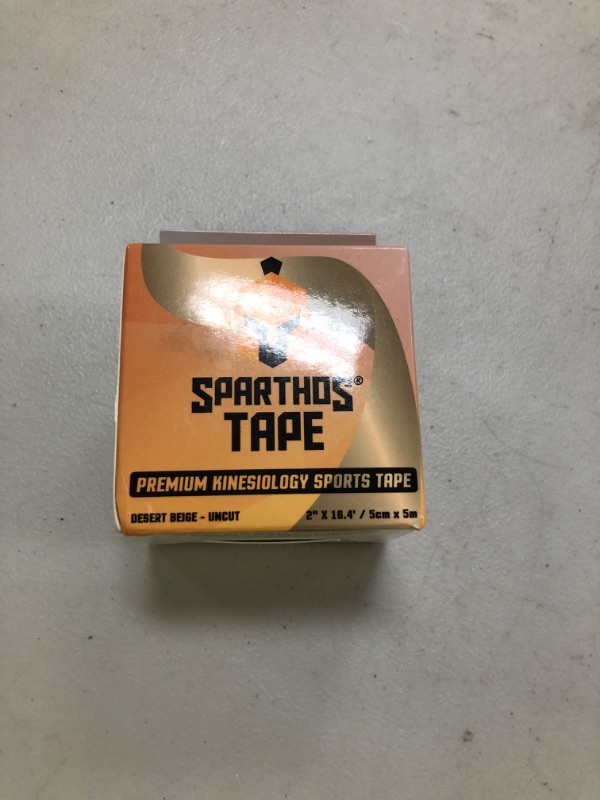 SPARTHOS®
TAPE
PREMIUM KINESIOLOGY SPORTS TAPE
DESERT BEIGE - UNCUT 2" X 16.4' / 5cm x 5m